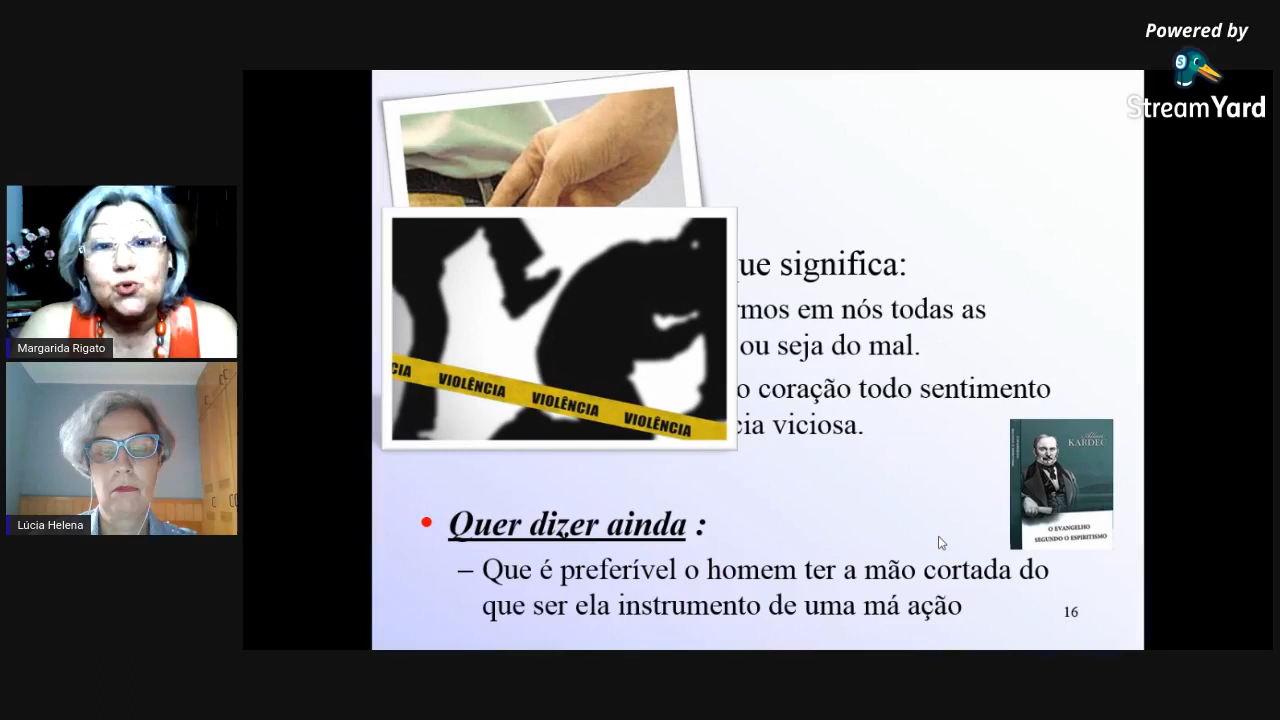 Powered by
StreamYard
Margarida Rigato
Lúcia Helena
VIOLÊNCIA VIOLÊNCIA VIOLÊNCIA
ue significa:
rmos em nós todas as
ou seja do mal.
o coração todo sentimento
cia viciosa.
Allan
KARDEC
O EVANGELHO
SEGUNDO O ESPIRITISMO
• Quer dizer ainda :
– Que é preferível o homem ter a mão cortada do
que ser ela instrumento de uma má ação
16